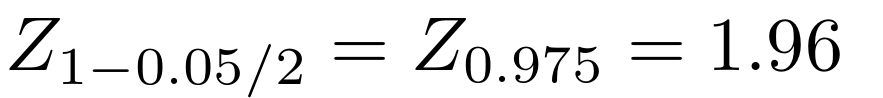 Z_{1-0.05/2} = Z_{0.975} = 1.96